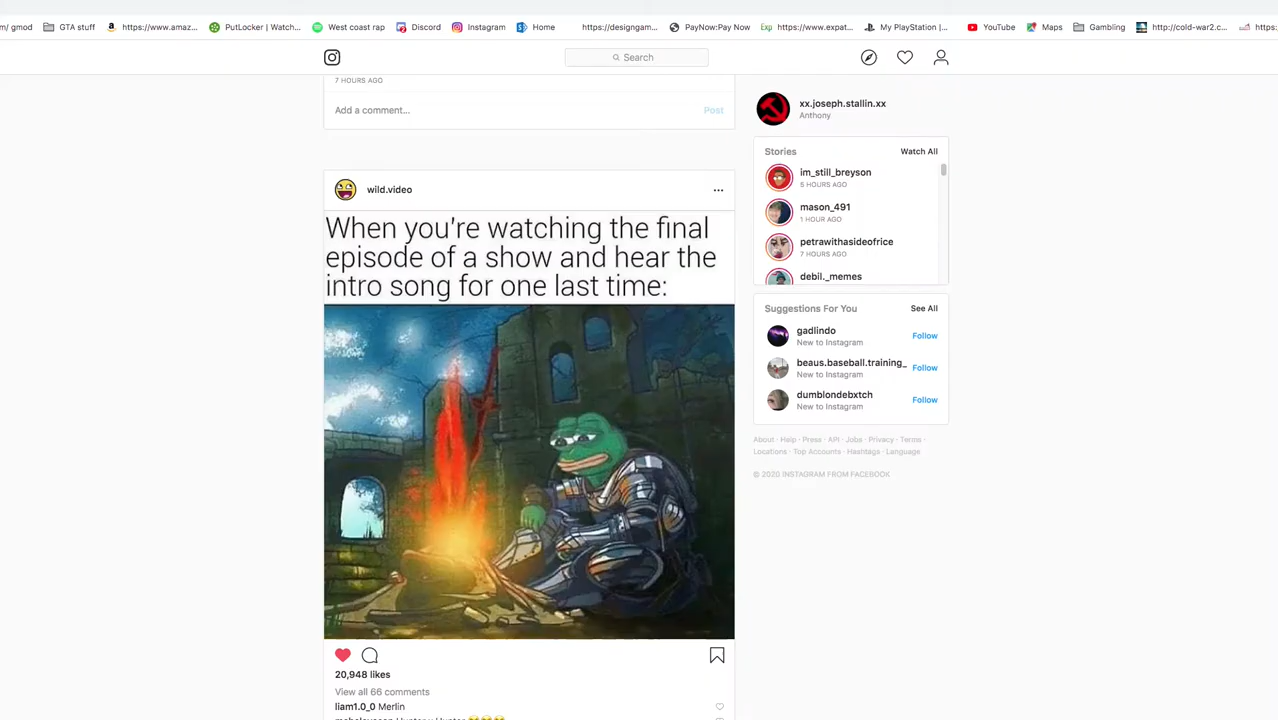 m/ gmod GTA stuff https://www.amaz... PutLocker | Watch... West coast rap Discord Instagram Home https://designgam... PayNow:Pay Now Exp https://www.expat... My PlayStation |... YouTube Maps Gambling http://cold-war2.c... https:
Search
7 HOURS AGO
Add a comment... Post
wild.video
When you're watching the final
episode of a show and hear the
intro song for one last time:
20,948 likes
View all 66 comments
liam1.0_0 Merlin
Hunter x Hunter
xx.joseph.stallin.xx
Anthony
Stories Watch All
im_still_breyson
5 HOURS AGO
mason_491
1 HOUR AGO
petrawithasideofrice
7 HOURS AGO
debil._memes
Suggestions For You See All
gadlindo
New to Instagram
Follow
beaus.baseball.training_
New to Instagram
Follow
dumblondebxtch
New to Instagram
Follow
About · Help · Press · API · Jobs · Privacy · Terms ·
Locations · Top Accounts · Hashtags · Language
© 2020 INSTAGRAM FROM FACEBOOK